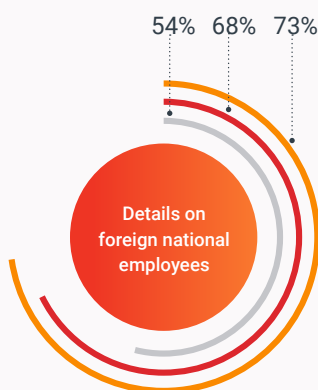 54% 68% 73%
Details on
foreign national
employees